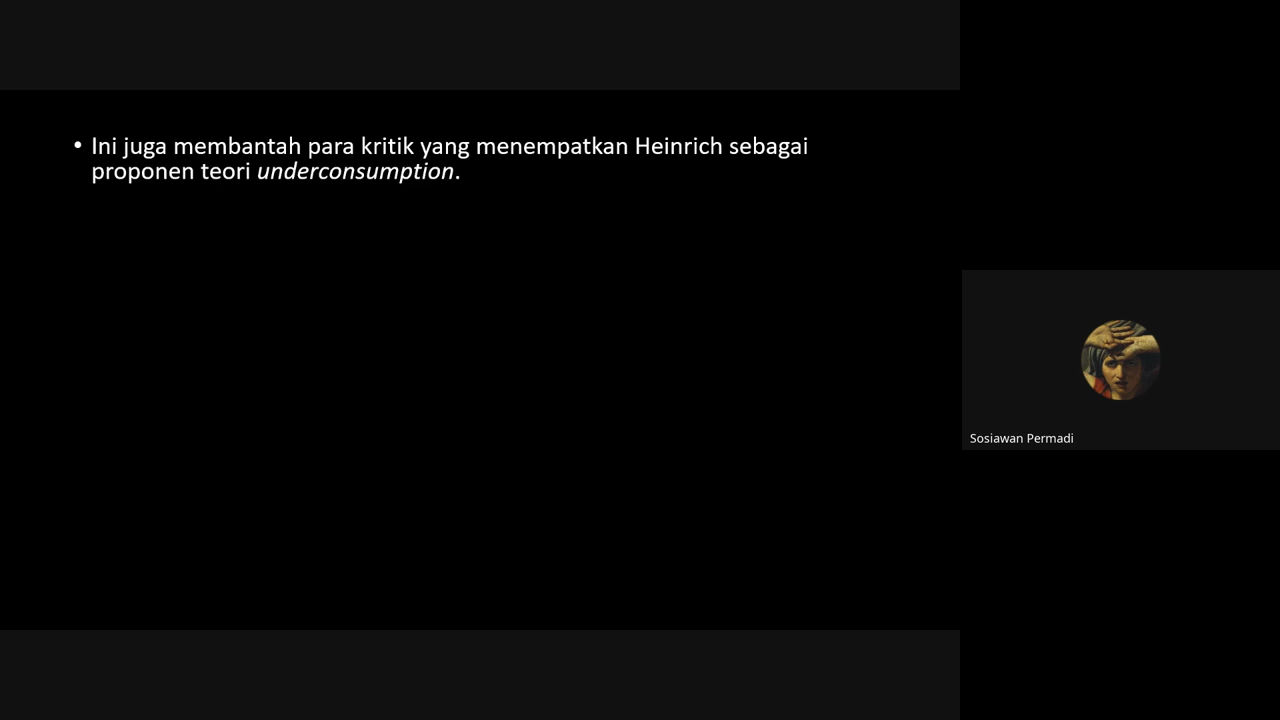 • Ini juga membantah para kritik yang menempatkan Heinrich sebagai
proponen teori underconsumption.
Sosiawan Permadi